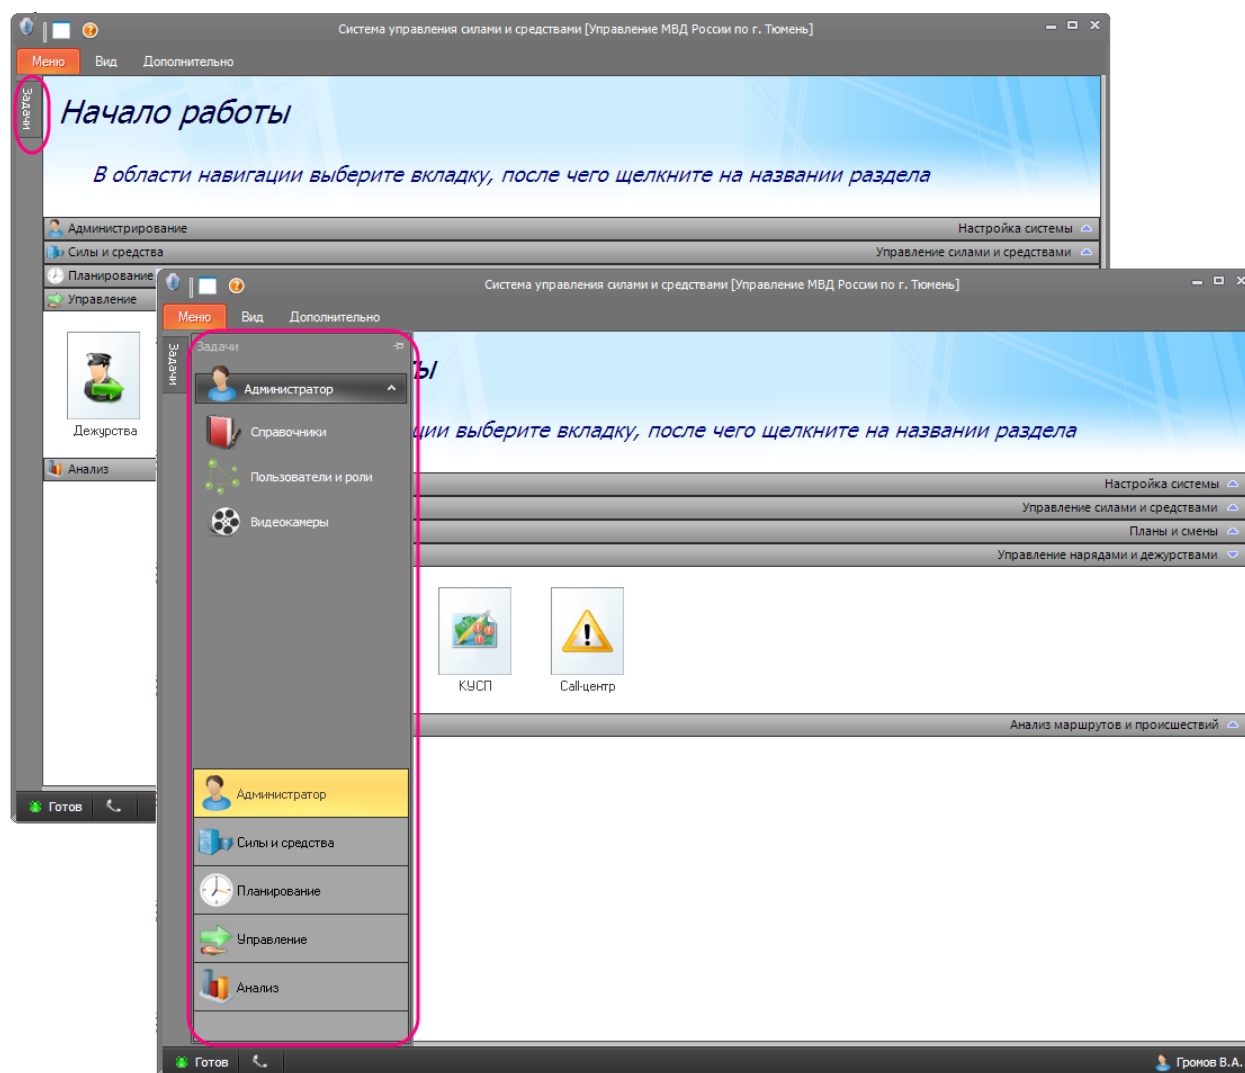 Система управления силами и средствами [Управление МВД России по г. Тюмень]
Меню Вид Дополнительно
Задачи
Начало работы
В области навигации выберите вкладку, после чего щелкните на названии раздела
Администрирование Настройка системы
Силы и средства Управление силами и средствами
Планирование
Управление
Дежурства
Анализ
Готов
Система управления силами и средствами [Управление МВД России по г. Тюмень]
Меню Вид Дополнительно
Задачи
Задачи
Администратор
Справочники
Пользователи и роли
Видеокамеры
ы
ции выберите вкладку, после чего щелкните на названии раздела
Настройка системы
Управление силами и средствами
Планы и смены
Управление нарядами и дежурствами
КУСП Call-центр
Анализ маршрутов и происшествий
Администратор
Силы и средства
Планирование
Управление
Анализ
Готов Громов В.А.